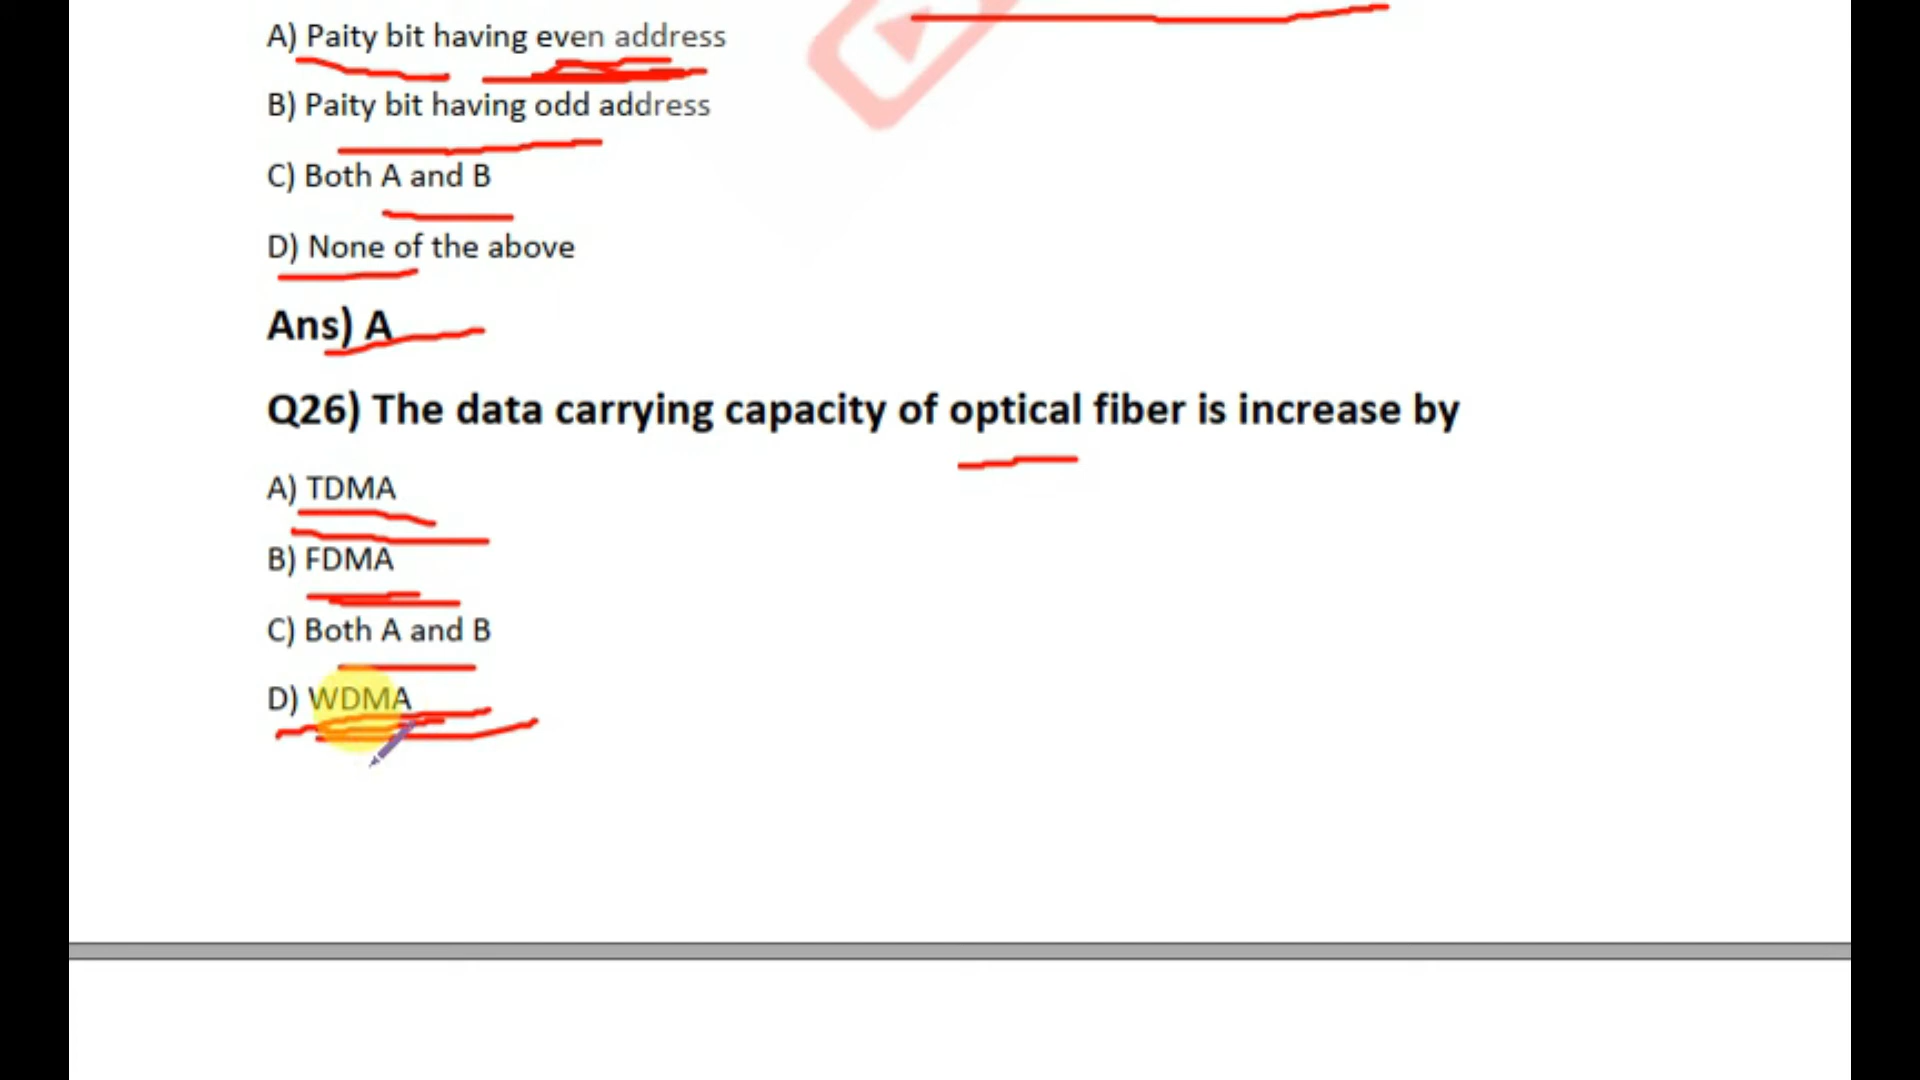 A) Paity bit having even address
B) Paity bit having odd address
C) Both A and B
D) None of the above
Ans) A
Q26) The data carrying capacity of optical fiber is increase by
A) TDMA
B) FDMA
C) Both A and B
D) WDMA